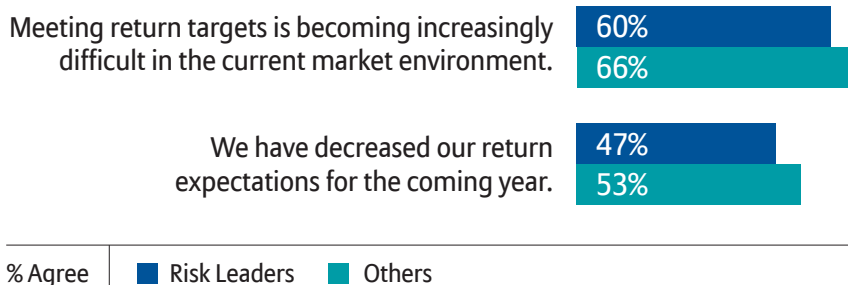 Meeting return targets is becoming increasingly
difficult in the current market environment.
60%
66%
We have decreased our return
expectations for the coming year.
47%
53%
% Agree
Risk Leaders
Others